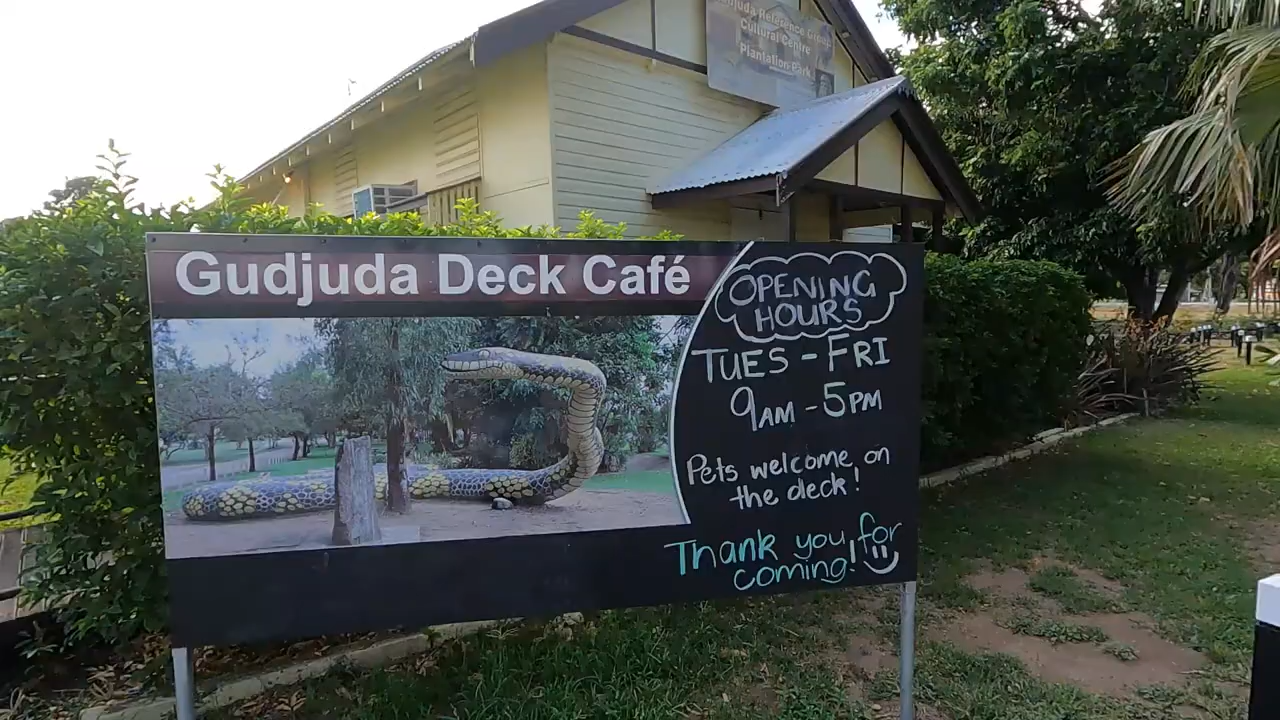 Gudjuda Reference Group
Cultural Centre
Plantation Park
Gudjuda Deck Café
OPENING
HOURS
TUES - FRI
9AM - 5PM
Pets welcome on
the deck!
Thank you for
coming!